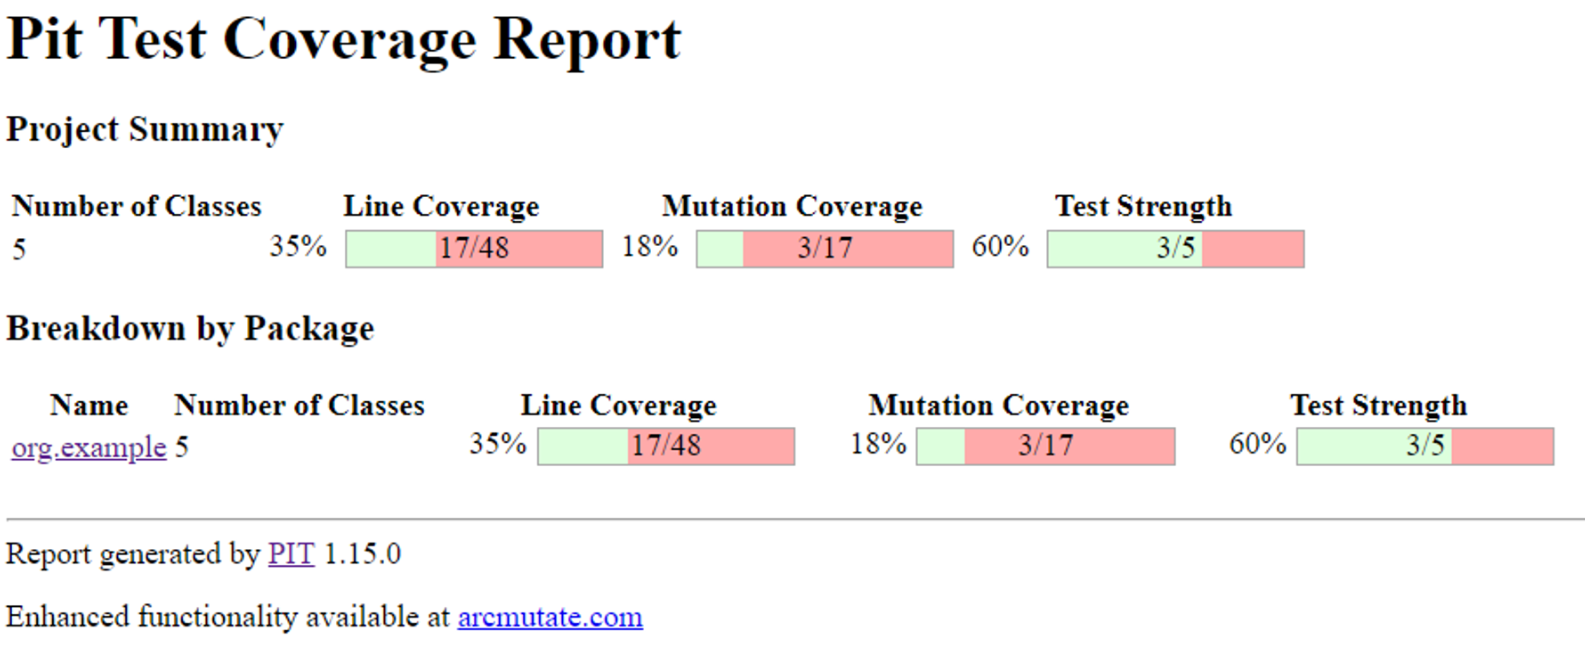 Pit Test Coverage Report
Project Summary
Number of Classes Line Coverage Mutation Coverage Test Strength
5 35% 17/48 18% 3/17 60% 3/5
Breakdown by Package
Name Number of Classes Line Coverage Mutation Coverage Test Strength
org.example 5 35% 17/48 18% 3/17 60% 3/5
Report generated by PIT 1.15.0
Enhanced functionality available at arcmutate.com